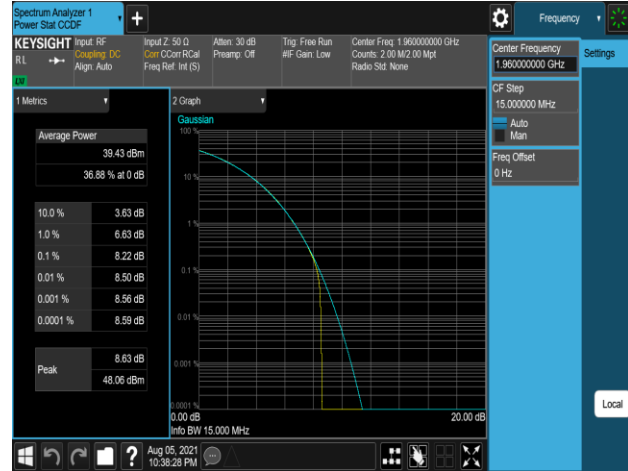 Spectrum Analyzer 1
Power Stat CCDF
Frequency
KEYSIGHT
Input: RF
Coupling: DC
Align: Auto
RL
LW
Input Z: 50 Ω
Corr CCorr RCal
Freq Ref: Int (S)
Atten: 30 dB
Preamp: Off
Trig: Free Run
#IF Gain: Low
Center Freq: 1.960000000 GHz
Counts: 2.00 M/2.00 Mpt
Radio Std: None
Center Frequency
1.960000000 GHz
Settings
CF Step
15.000000 MHz
Auto
Man
Freq Offset
0 Hz
1 Metrics
Average Power
39.43 dBm
36.88 % at 0 dB
10.0 % 3.63 dB
1.0 % 6.63 dB
0.1 % 8.22 dB
0.01 % 8.50 dB
0.001 % 8.56 dB
0.0001 % 8.59 dB
Peak
8.63 dB
48.06 dBm
2 Graph
Gaussian
100 %
10 %
1 %
0.1 %
0.01 %
0.001 %
0.0001 %
0.00 dB
20.00 dB
Info BW 15.000 MHz
Local
?
Aug 05, 2021
10:38:28 PM